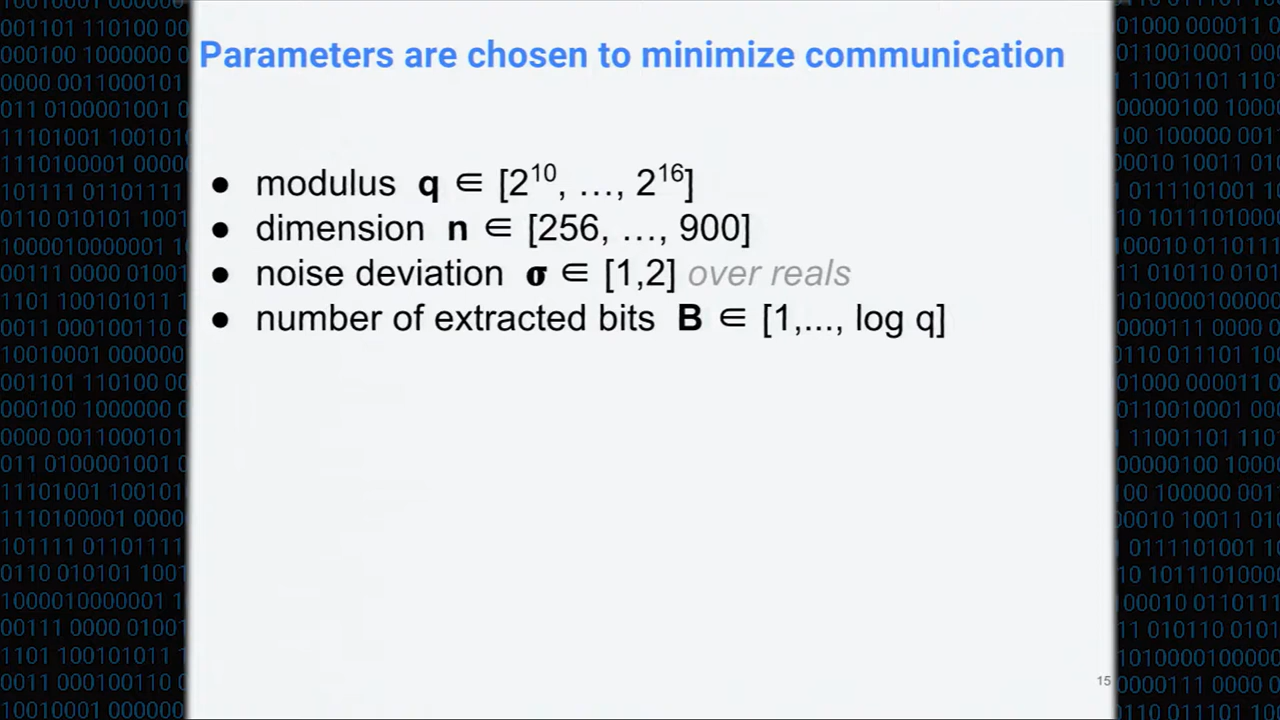 Parameters are chosen to minimize communication
● modulus q ∈ [2¹⁰, …, 2¹⁶]
● dimension n ∈ [256, …, 900]
● noise deviation σ ∈ [1,2] over reals
● number of extracted bits B ∈ [1,..., log q]
15